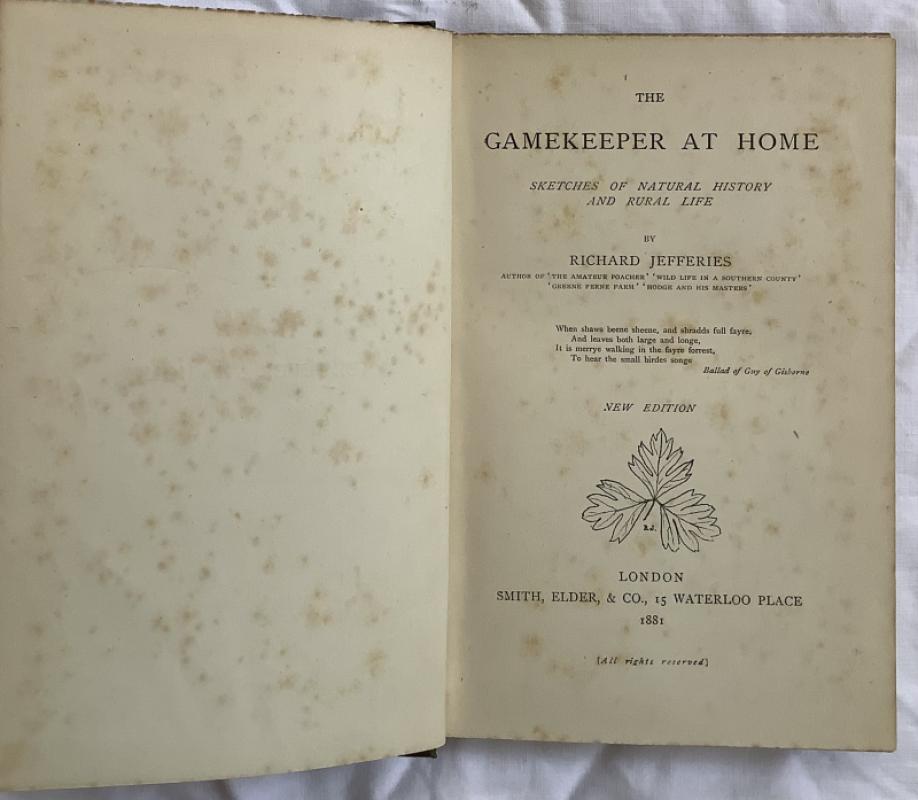 THE
GAMEKEEPER AT HOME
SKETCHES OF NATURAL HISTORY
AND RURAL LIFE
BY
RICHARD JEFFERIES
AUTHOR OF 'THE AMATEUR POACHER' 'WILD LIFE IN A SOUTHERN COUNTY'
'GREENE FERNE FARM' 'HODGE AND HIS MASTERS'
When shaws beene sheene, and shradds full fayre,
And leaves both large and longe,
It is merrye walking in the fayre forrest,
To hear the small birdes songe
Ballad of Guy of Gisborne
NEW EDITION
R.J.
LONDON
SMITH, ELDER, & CO., 15 WATERLOO PLACE
1881
[All rights reserved]